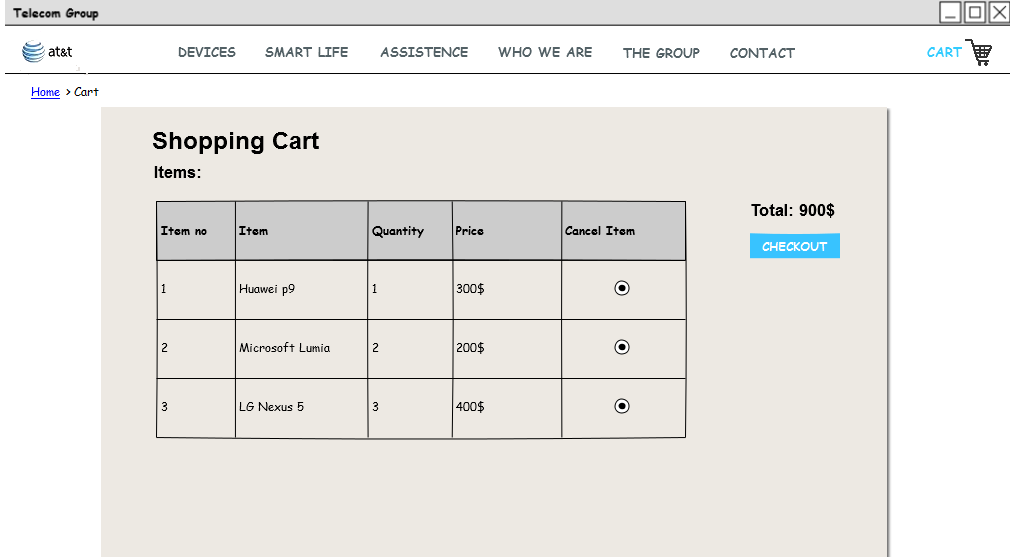 Telecom Group
at&t DEVICES SMART LIFE ASSISTENCE WHO WE ARE THE GROUP CONTACT CART
Home > Cart
Shopping Cart
Items:
Total: 900$
CHECKOUT
Item no Item Quantity Price Cancel Item
1 Huawei p9 1 300$
2 Microsoft Lumia 2 200$
3 LG Nexus 5 3 400$